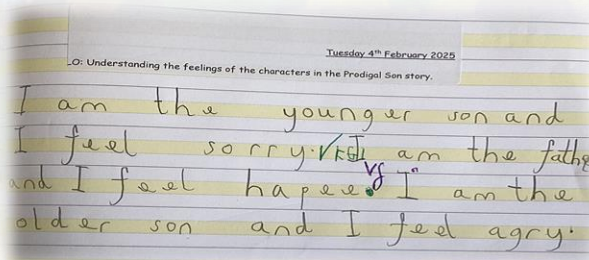 Tuesday 4th February 2025
LO: Understanding the feelings of the characters in the Prodigal Son story.
I am the younger son and
I feel sorry. I am the fathe
and I feel hapee. I am the
older son and I feel agry.